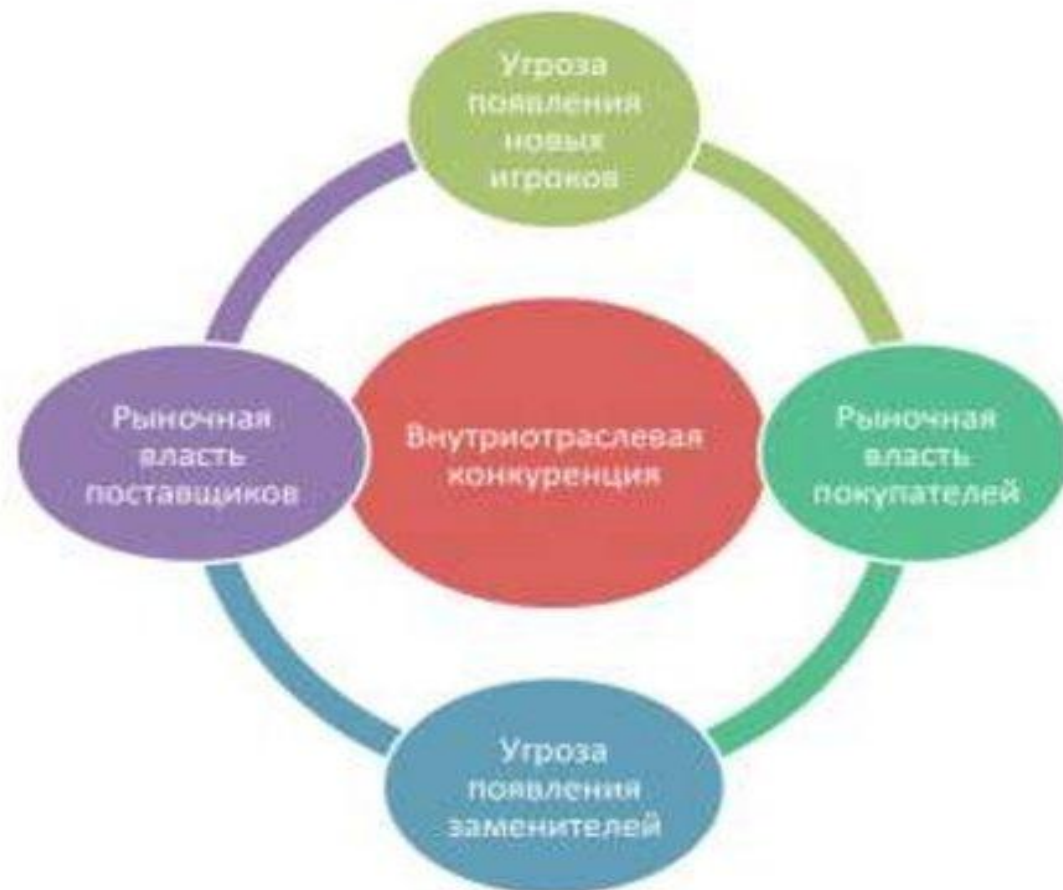 Угроза
появления
новых
игроков
Рыночная
власть
поставщиков
Внутриотраслевая
конкуренция
Рыночная
власть
покупателей
Угроза
появления
заменителей